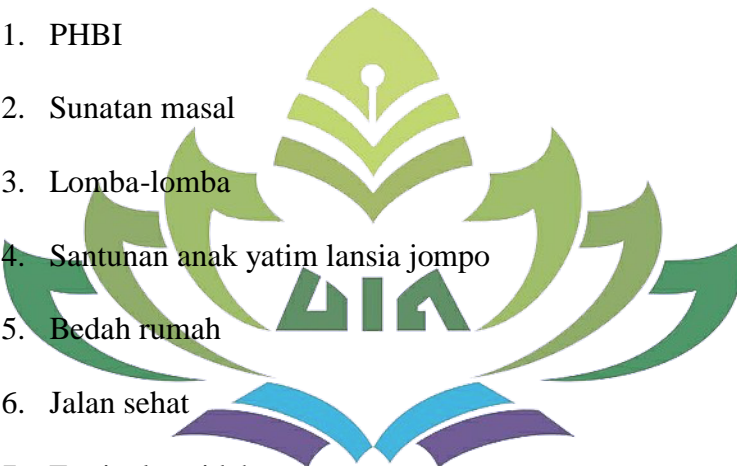 1. PHBI
2. Sunatan masal
3. Lomba-lomba
4. Santunan anak yatim lansia jompo
UIN
5. Bedah rumah
6. Jalan sehat